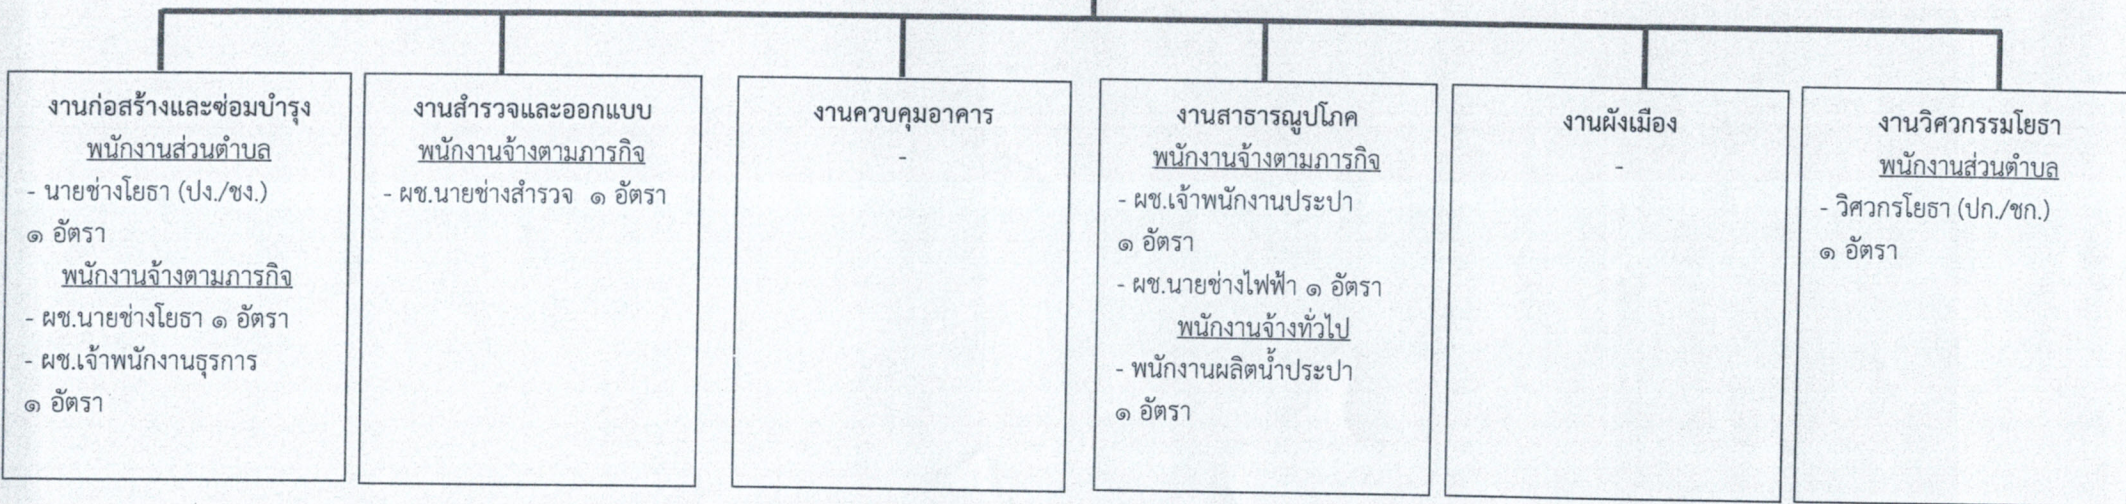 งานก่อสร้างและซ่อมบำรุง
พนักงานส่วนตำบล
- นายช่างโยธา (ปง./ชง.)
๑ อัตรา
พนักงานจ้างตามภารกิจ
- ผช.นายช่างโยธา ๑ อัตรา
- ผช.เจ้าพนักงานธุรการ
๑ อัตรา
งานสำรวจและออกแบบ
พนักงานจ้างตามภารกิจ
- ผช.นายช่างสำรวจ ๑ อัตรา
งานควบคุมอาคาร
-
งานสาธารณูปโภค
พนักงานจ้างตามภารกิจ
- ผช.เจ้าพนักงานประปา
๑ อัตรา
- ผช.นายช่างไฟฟ้า ๑ อัตรา
พนักงานจ้างทั่วไป
- พนักงานผลิตน้ำประปา
๑ อัตรา
งานผังเมือง
-
งานวิศวกรรมโยธา
พนักงานส่วนตำบล
- วิศวกรโยธา (ปก./ชก.)
๑ อัตรา